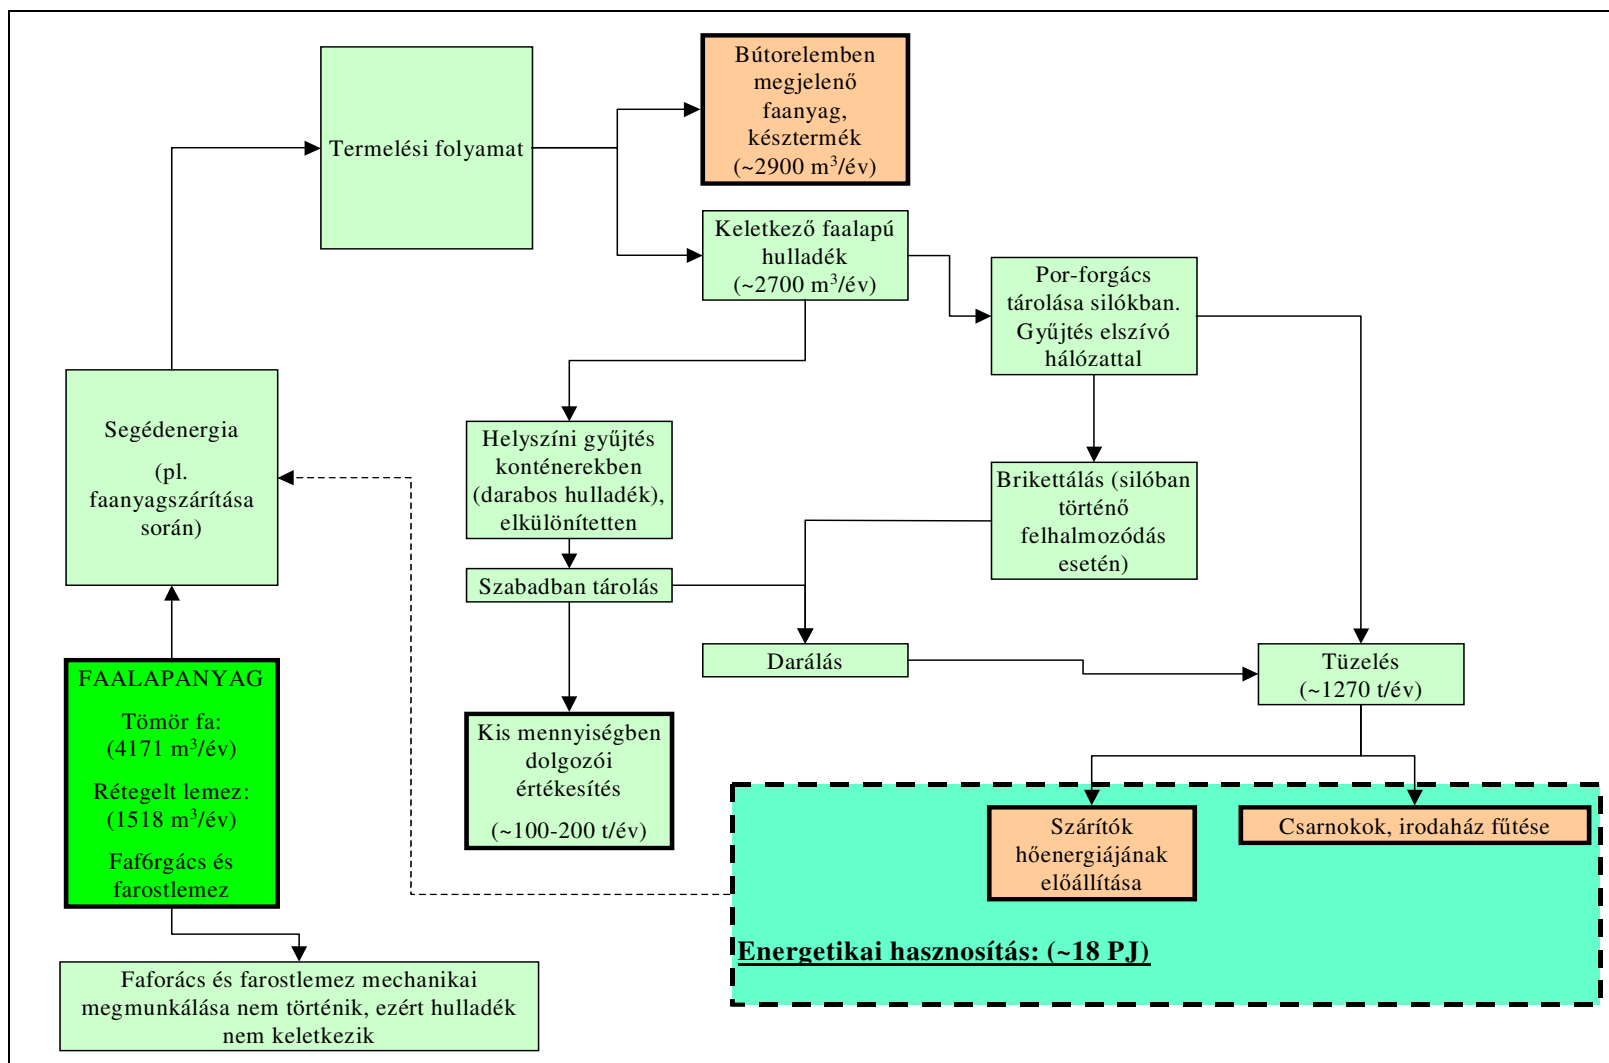 Termelési folyamat
Bútorelemben
megjelenő
faanyag,
késztermék
(~2900 m³/év)
Keletkező faalapú
hulladék
(~2700 m³/év)
Por-forgács
tárolása silókban.
Gyűjtés elszívó
hálózattal
Segédenergia
(pl.
faanyagszárítása
során)
Helyszíni gyűjtés
konténerekben
(darabos hulladék),
elkülönítetten
Brikettálás (silóban
történő
felhalmozódás
esetén)
Szabadban tárolás
Darálás
Tüzelés
(~1270 t/év)
FAALAPANYAG
Tömör fa:
(4171 m³/év)
Rétegelt lemez:
(1518 m³/év)
Faf6rgács és
farostlemez
Kis mennyiségben
dolgozói
értékesítés
(~100-200 t/év)
Szárítók
hőenergiájának
előállítása
Csarnokok, irodaház fűtése
Energetikai hasznosítás: (~18 PJ)
Faforács és farostlemez mechanikai
megmunkálása nem történik, ezért hulladék
nem keletkezik